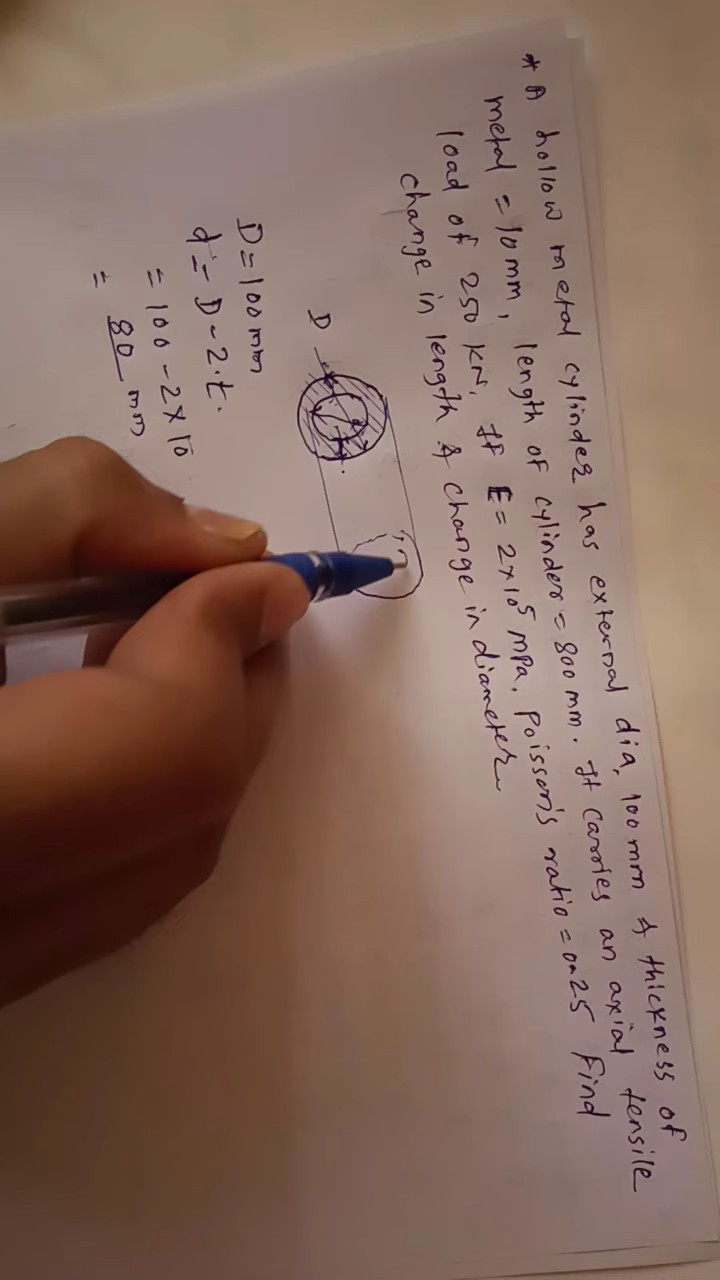 * A hollow metal cylinder has external dia, 100 mm & thickness of
metal = 10 mm, length of cylinder = 800 mm. It carries an axial tensile
load of 250 kN. If E = 2×10⁵ mPa. Poisson's ratio = 0.25 Find
change in length & change in diameter
D
D = 100 mm
d = D - 2.t.
= 100 - 2×10
= 80 mm